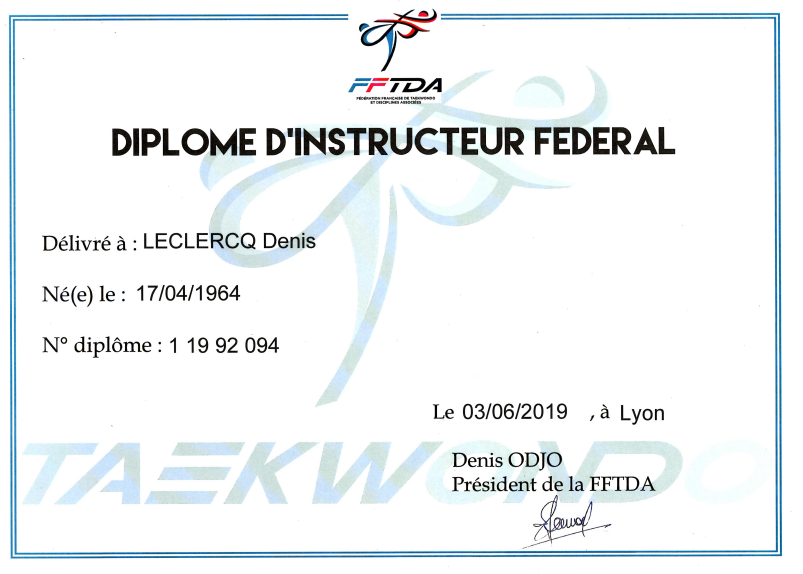 FFTDA
FÉDÉRATION FRANÇAISE DE TAEKWONDO
ET DISCIPLINES ASSOCIÉES
DIPLOME D'INSTRUCTEUR FEDERAL
Délivré à : LECLERCQ Denis
Né(e) le : 17/04/1964
N° diplôme : 1 19 92 094
Le 03/06/2019 , à Lyon
TAEKWONDO
Denis ODJO
Président de la FFTDA